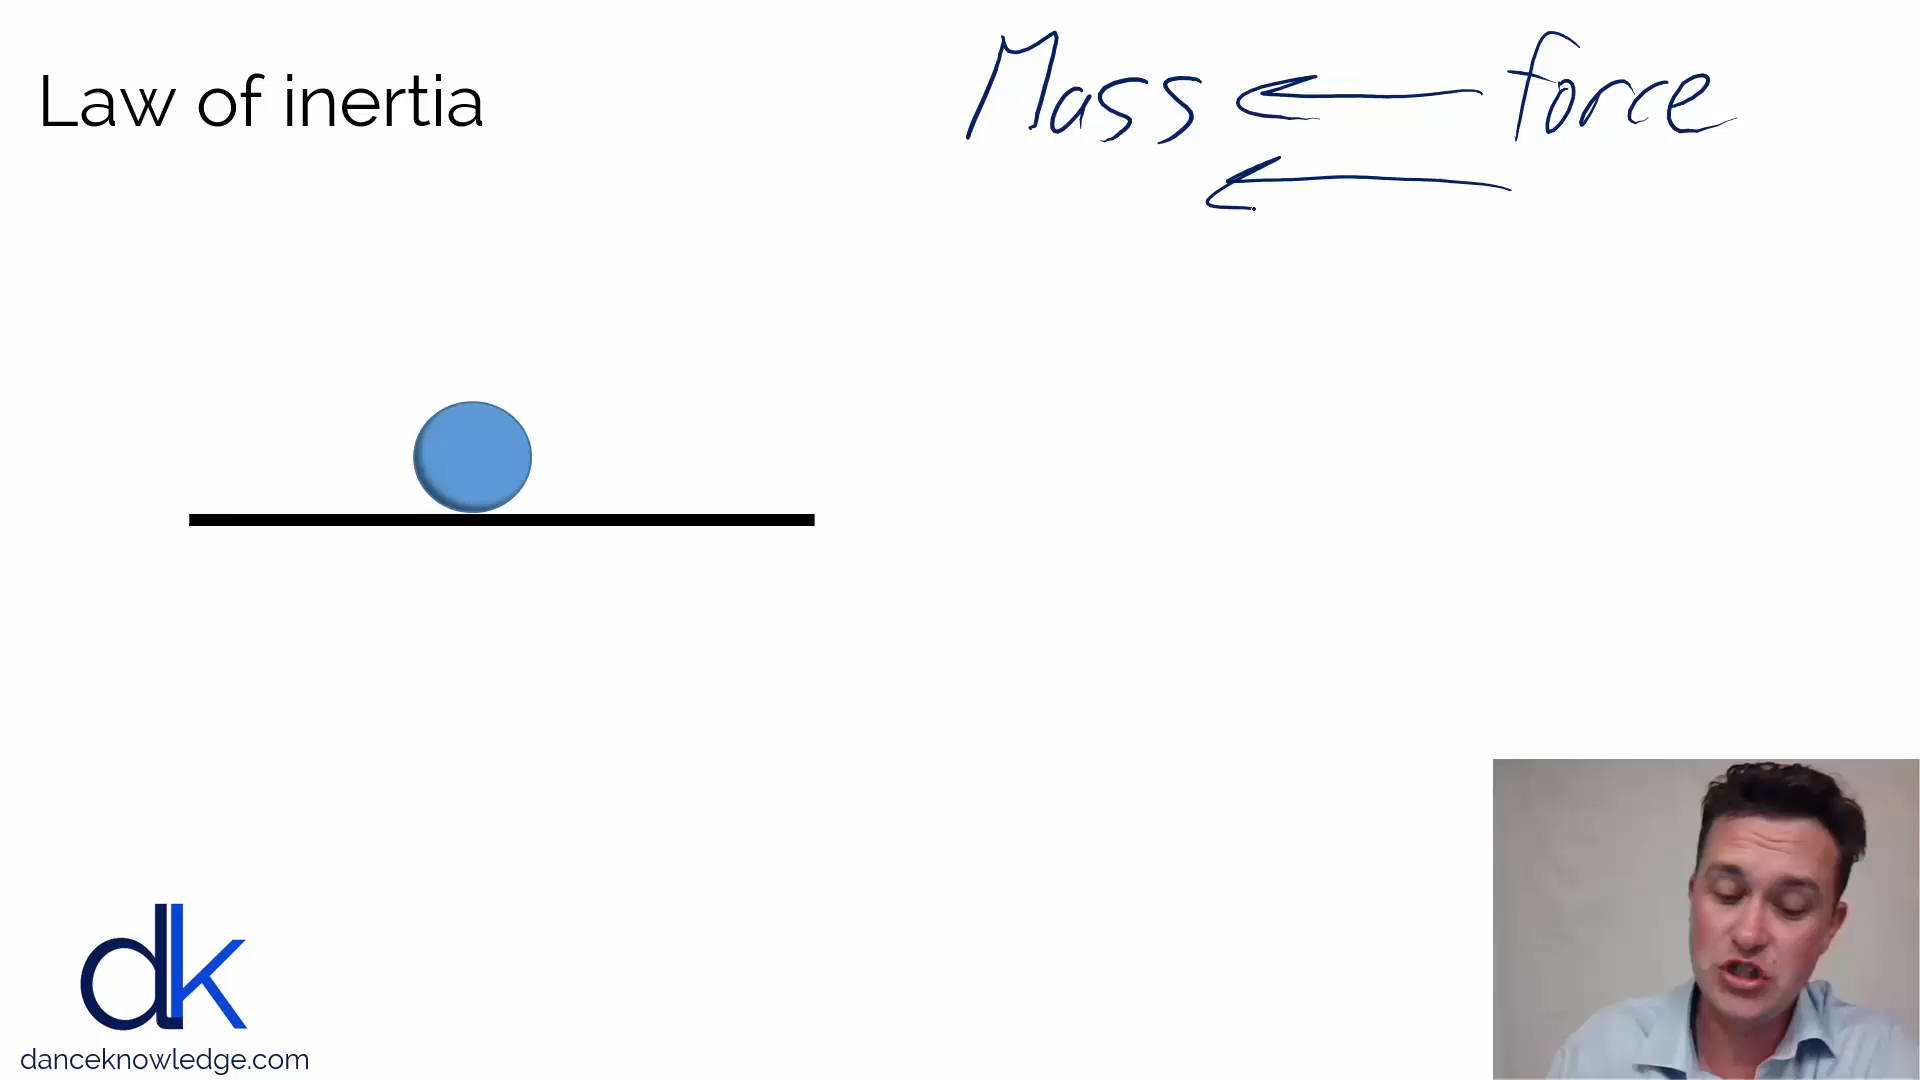 Law of inertia
Mass ← force
←
dk
danceknowledge.com